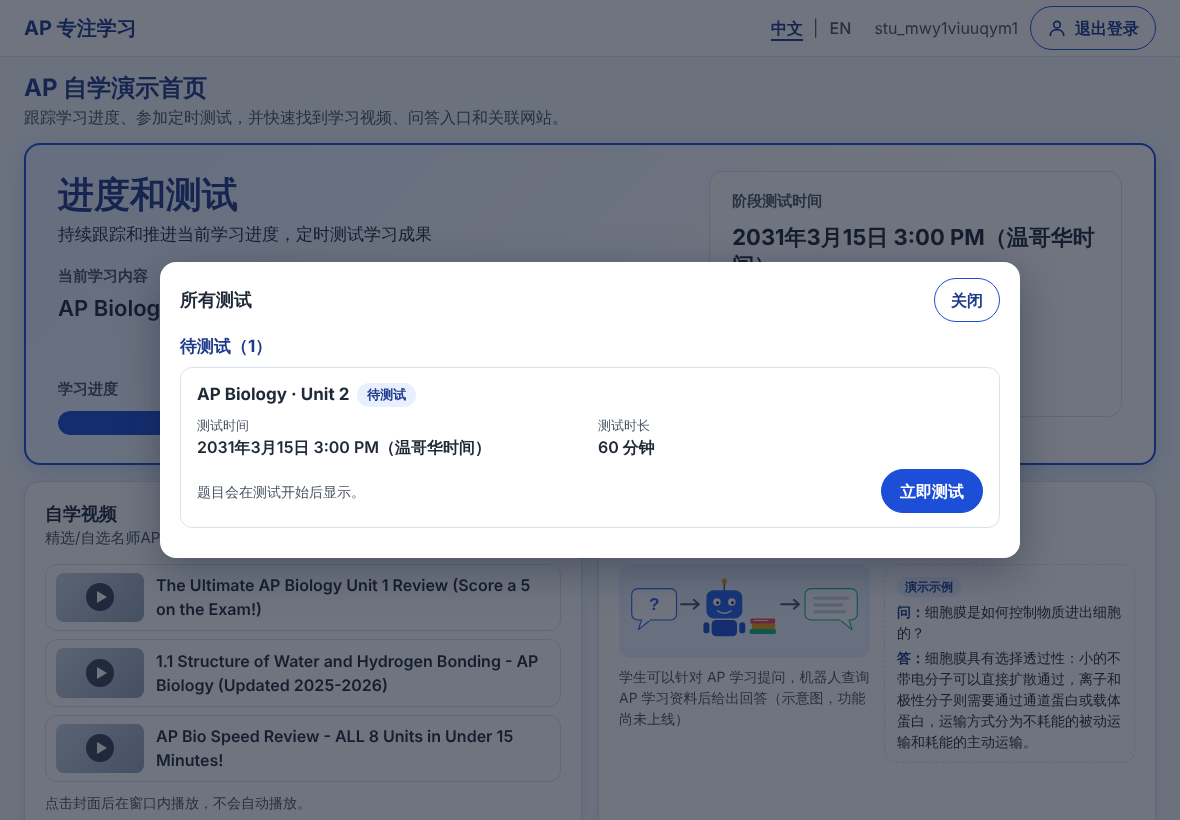 AP 专注学习
中文 | EN stu_mwy1viuuqym1 退出登录
AP 自学演示首页
跟踪学习进度、参加定时测试，并快速找到学习视频、问答入口和关联网站。
进度和测试
持续跟踪和推进当前学习进度，定时测试学习成果
当前学习内容
AP Biolog
学习进度
阶段测试时间
2031年3月15日 3:00 PM（温哥华时
间）
所有测试
关闭
待测试（1）
AP Biology · Unit 2 待测试
测试时间
2031年3月15日 3:00 PM（温哥华时间）
测试时长
60 分钟
题目会在测试开始后显示。
立即测试
自学视频
精选/自选名师AP
The Ultimate AP Biology Unit 1 Review (Score a 5
on the Exam!)
1.1 Structure of Water and Hydrogen Bonding - AP
Biology (Updated 2025-2026)
AP Bio Speed Review - ALL 8 Units in Under 15
Minutes!
点击封面后在窗口内播放，不会自动播放。
?
学生可以针对 AP 学习提问，机器人查询
AP 学习资料后给出回答（示意图，功能
尚未上线）
演示示例
问：细胞膜是如何控制物质进出细胞
的？
答：细胞膜具有选择透过性：小的不
带电分子可以直接扩散通过，离子和
极性分子则需要通过通道蛋白或载体
蛋白，运输方式分为不耗能的被动运
输和耗能的主动运输。